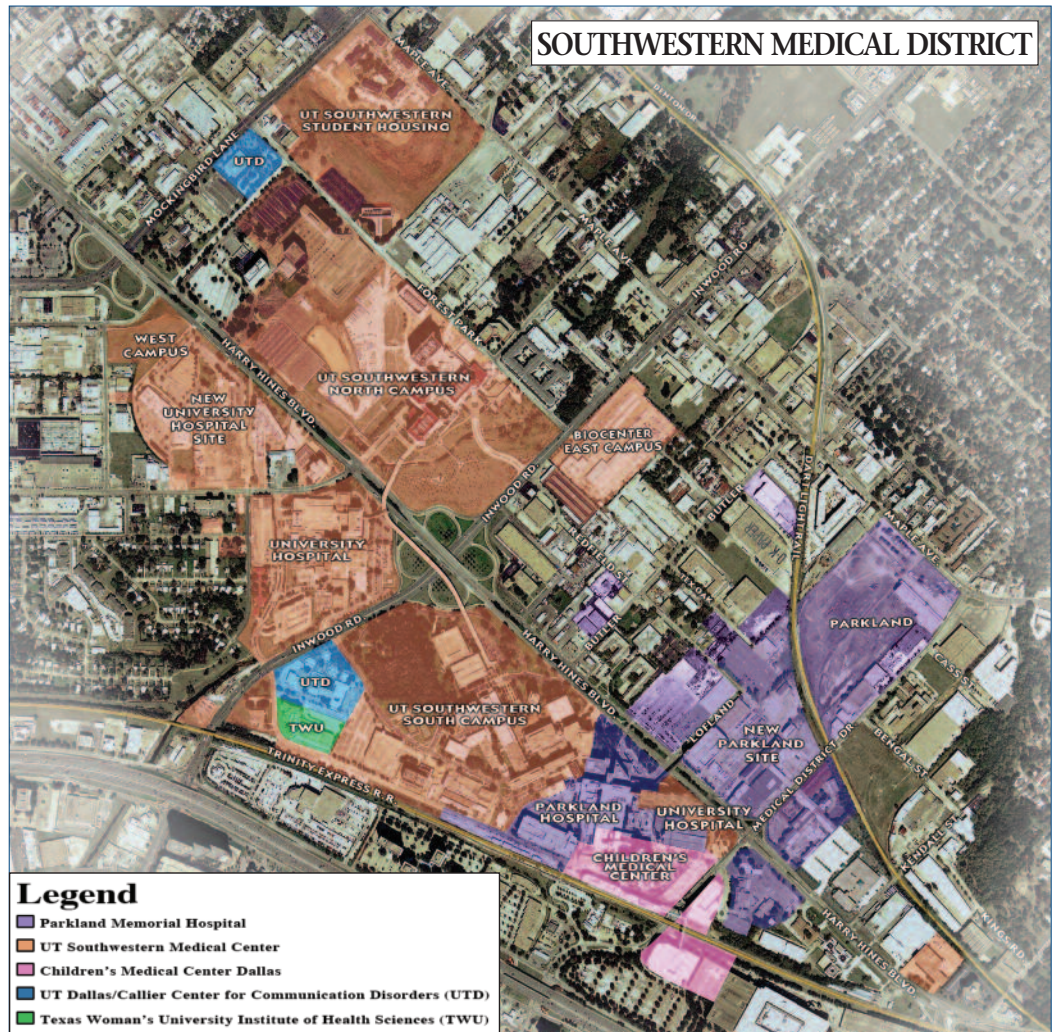 SOUTHWESTERN MEDICAL DISTRICT
MAPLE AVE
DENTON DR
UT SOUTHWESTERN
STUDENT HOUSING
MOCKINGBIRD LANE
UTD
MAPLE AVE
INWOOD RD
FOREST PARK
WEST
CAMPUS
HARRY HINES BLVD.
UT SOUTHWESTERN
NORTH CAMPUS
NEW
UNIVERSITY
HOSPITAL
SITE
BIOCENTER
EAST CAMPUS
INWOOD RD.
BUTLER
DART LIGHT RAIL
MAPLE AVE
UNIVERSITY
HOSPITAL
REDFIELD ST
BUTLER
PARKLAND
INWOOD RD.
HARRY HINES BLVD
CASS ST
UTD
UT SOUTHWESTERN
SOUTH CAMPUS
TWU
LOFLAND
NEW
PARKLAND
SITE
BENGAL ST
TRINITY EXPRESS R.R.
MEDICAL DISTRICT DR
PARKLAND
HOSPITAL
UNIVERSITY
HOSPITAL
CHILDREN'S
MEDICAL
CENTER
KENDALL ST
HARRY HINES BLVD.
KINGS RD
Legend
Parkland Memorial Hospital
UT Southwestern Medical Center
Children's Medical Center Dallas
UT Dallas/Callier Center for Communication Disorders (UTD)
Texas Woman's University Institute of Health Sciences (TWU)